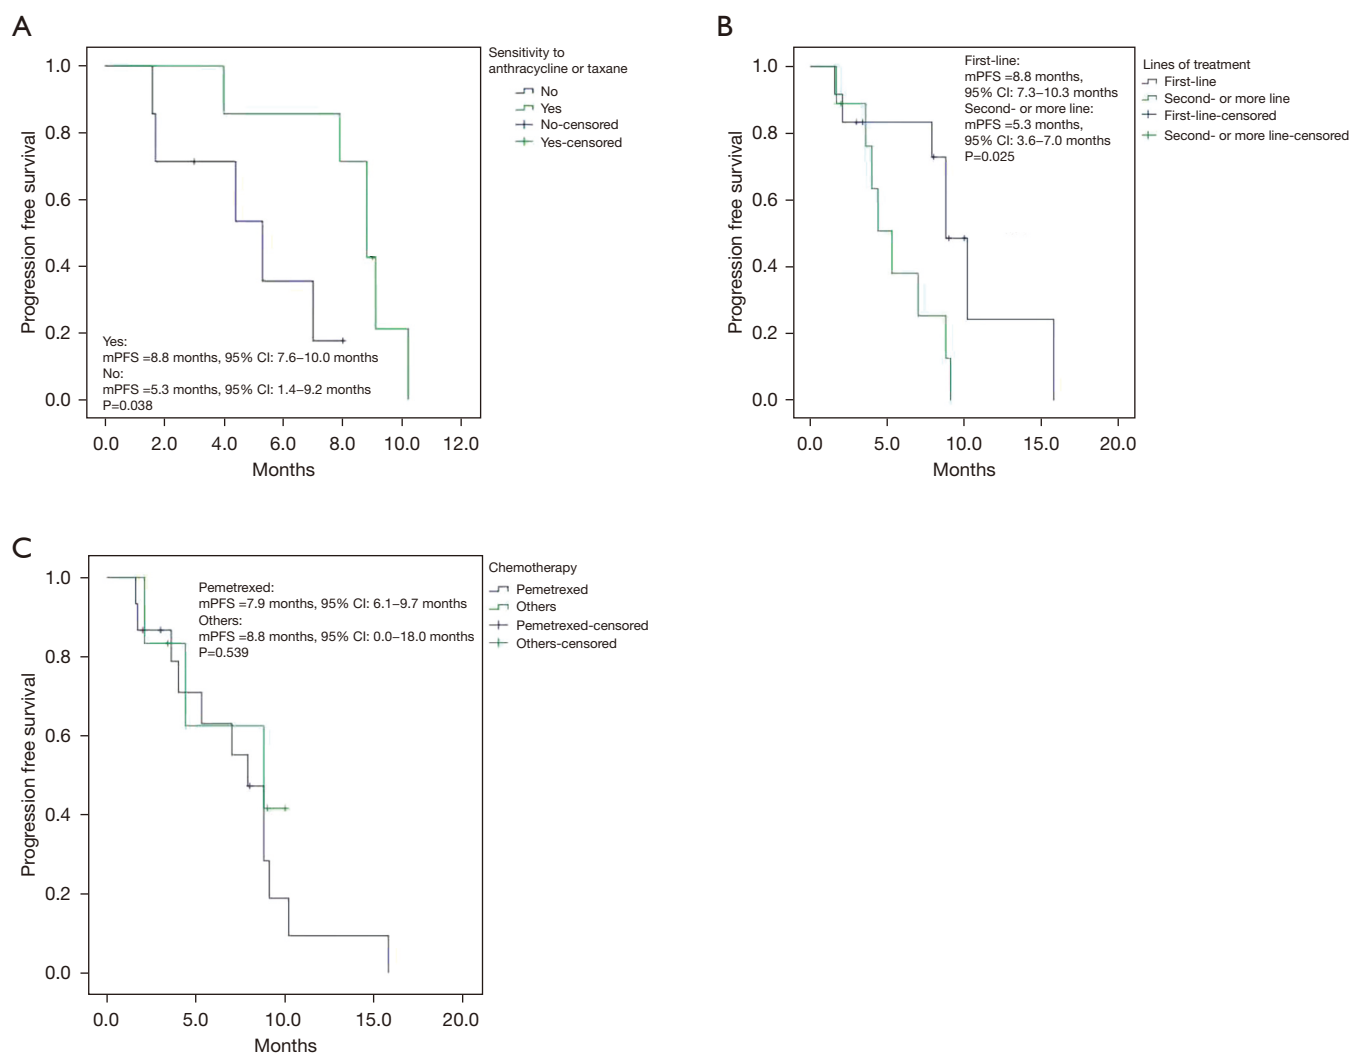 A
Progression free survival
1.0
0.8
0.6
0.4
0.2
0.0
Yes:
mPFS =8.8 months, 95% CI: 7.6–10.0 months
No:
mPFS =5.3 months, 95% CI: 1.4–9.2 months
P=0.038
0.0 2.0 4.0 6.0 8.0 10.0 12.0
Months
Sensitivity to
anthracycline or taxane
No
Yes
No-censored
Yes-censored
B
Progression free survival
1.0
0.8
0.6
0.4
0.2
0.0
First-line:
mPFS =8.8 months,
95% CI: 7.3–10.3 months
Second- or more line:
mPFS =5.3 months,
95% CI: 3.6–7.0 months
P=0.025
0.0 5.0 10.0 15.0 20.0
Months
Lines of treatment
First-line
Second- or more line
First-line-censored
Second- or more line-censored
C
Progression free survival
1.0
0.8
0.6
0.4
0.2
0.0
Pemetrexed:
mPFS =7.9 months, 95% CI: 6.1–9.7 months
Others:
mPFS =8.8 months, 95% CI: 0.0–18.0 months
P=0.539
0.0 5.0 10.0 15.0 20.0
Months
Chemotherapy
Pemetrexed
Others
Pemetrexed-censored
Others-censored